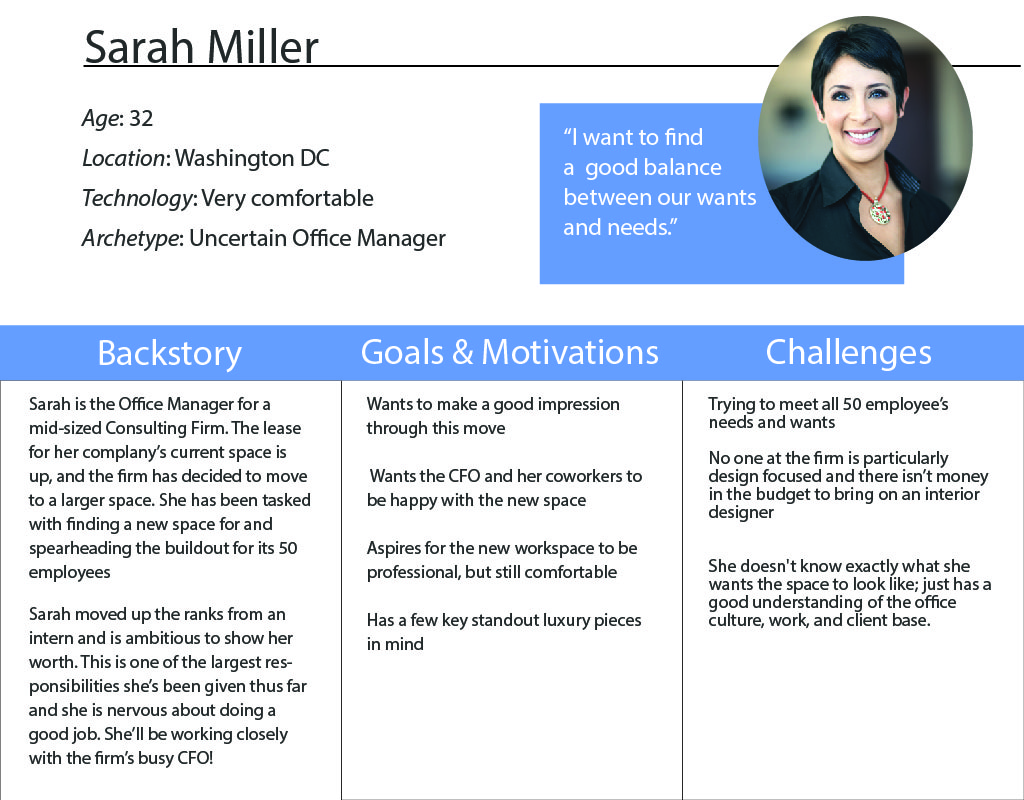 Sarah Miller
Age: 32
Location: Washington DC
Technology: Very comfortable
Archetype: Uncertain Office Manager
“I want to find
a  good balance
between our wants
and needs.”
Backstory
Sarah is the Office Manager for a
mid-sized Consulting Firm. The lease
for her complany’s current space is
up, and the firm has decided to move
to a larger space. She has been tasked
with finding a new space for and
spearheading the buildout for its 50
employees
Sarah moved up the ranks from an
intern and is ambitious to show her
worth. This is one of the largest res-
ponsibilities she’s been given thus far
and she is nervous about doing a
good job. She’ll be working closely
with the firm’s busy CFO!
Goals & Motivations
Wants to make a good impression
through this move
Wants the CFO and her coworkers to
be happy with the new space
Aspires for the new workspace to be
professional, but still comfortable
Has a few key standout luxury pieces
in mind
Challenges
Trying to meet all 50 employee’s
needs and wants
No one at the firm is particularly
design focused and there isn’t money
in the budget to bring on an interior
designer
She doesn't know exactly what she
wants the space to look like; just has a
good understanding of the office
culture, work, and client base.